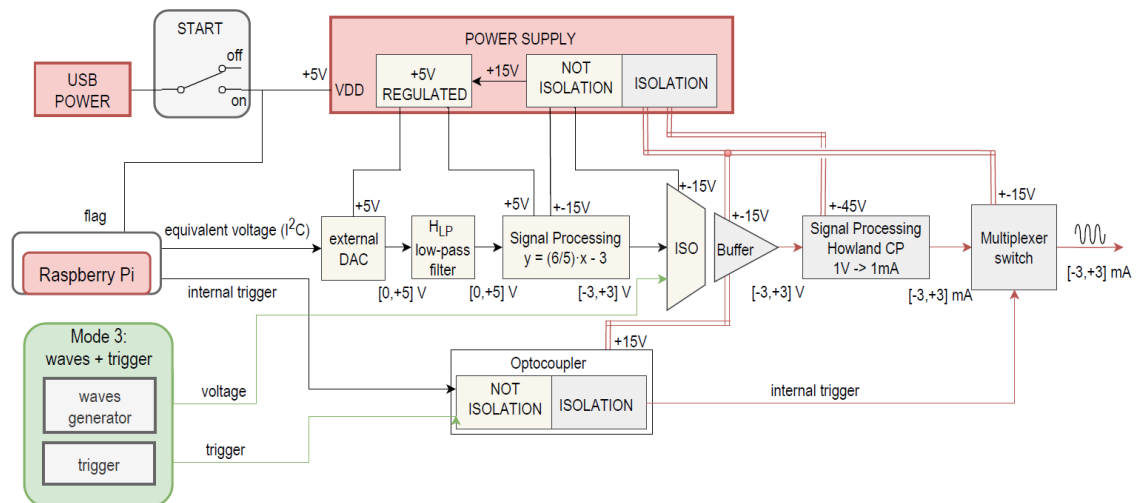 START
off
on
USB
POWER
+5V
POWER SUPPLY
VDD
+5V
REGULATED
+15V
NOT
ISOLATION
ISOLATION
flag
equivalent voltage (I²C)
Raspberry Pi
internal trigger
+5V
external
DAC
[0,+5] V
HLP
low-pass
filter
[0,+5] V
+5V
+-15V
Signal Processing
y = (6/5)·x - 3
[-3,+3] V
+-15V
ISO
+-15V
Buffer
[-3,+3] V
+-45V
Signal Processing
Howland CP
1V -> 1mA
[-3,+3] mA
+-15V
Multiplexer
switch
[-3,+3] mA
Mode 3:
waves + trigger
waves
generator
trigger
voltage
trigger
+15V
Optocoupler
NOT
ISOLATION
ISOLATION
internal trigger